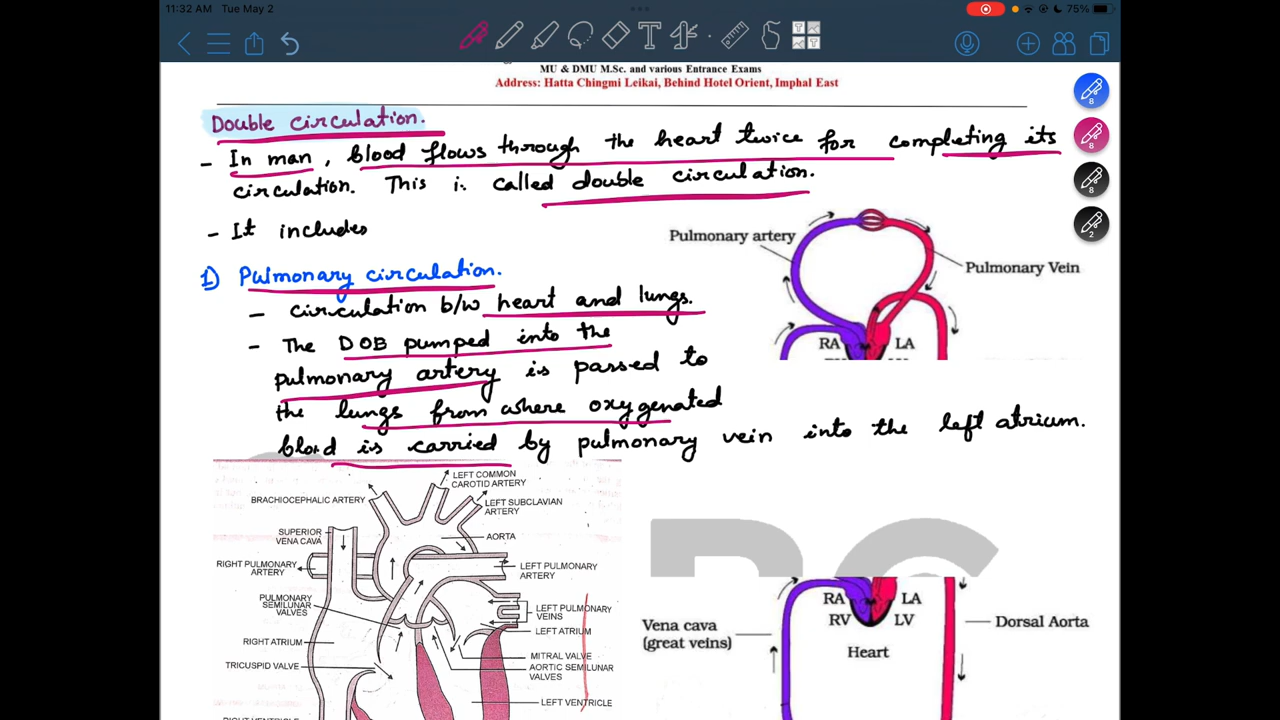 11:32 AM Tue May 2
75%
MU & DMU M.Sc. and various Entrance Exams
Address: Hatta Chingmi Leikai, Behind Hotel Orient, Imphal East
Double circulation.
- In man, blood flows through the heart twice for completing its
circulation. This is called double circulation.
- It includes
1) Pulmonary circulation.
- circulation b/w heart and lungs.
- The DOB pumped into the
pulmonary artery is passed to
the lungs from where oxygenated
blood is carried by pulmonary vein into the left atrium.
Pulmonary artery
Pulmonary Vein
RA LA
LEFT COMMON
CAROTID ARTERY
BRACHIOCEPHALIC ARTERY
LEFT SUBCLAVIAN
ARTERY
SUPERIOR
VENA CAVA
AORTA
RIGHT PULMONARY
ARTERY
LEFT PULMONARY
ARTERY
PULMONARY
SEMILUNAR
VALVES
LEFT PULMONARY
VEINS
LEFT ATRIUM
RIGHT ATRIUM
MITRAL VALVE
TRICUSPID VALVE
AORTIC SEMILUNAR
VALVES
LEFT VENTRICLE
RIGHT VENTRICLE
RA LA
RV LV
Vena cava
(great veins)
Dorsal Aorta
Heart
8
8
8
2